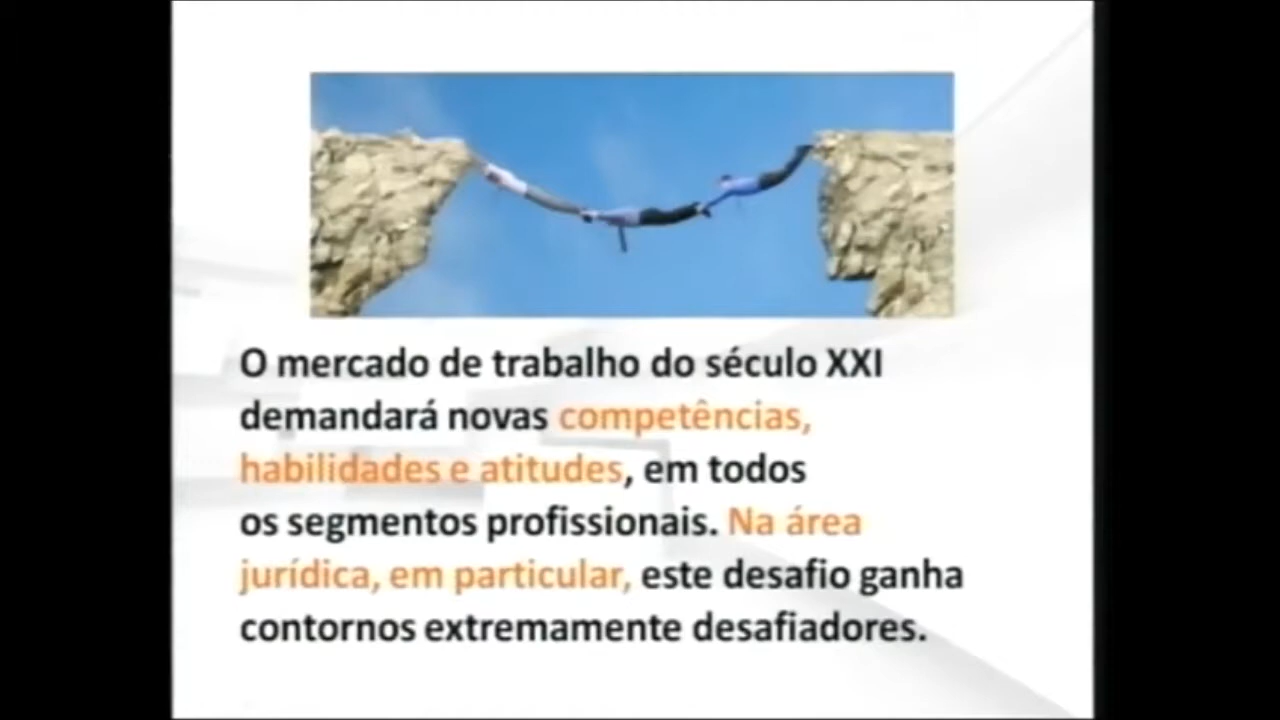 O mercado de trabalho do século XXI
demandará novas competências,
habilidades e atitudes, em todos
os segmentos profissionais. Na área
jurídica, em particular, este desafio ganha
contornos extremamente desafiadores.